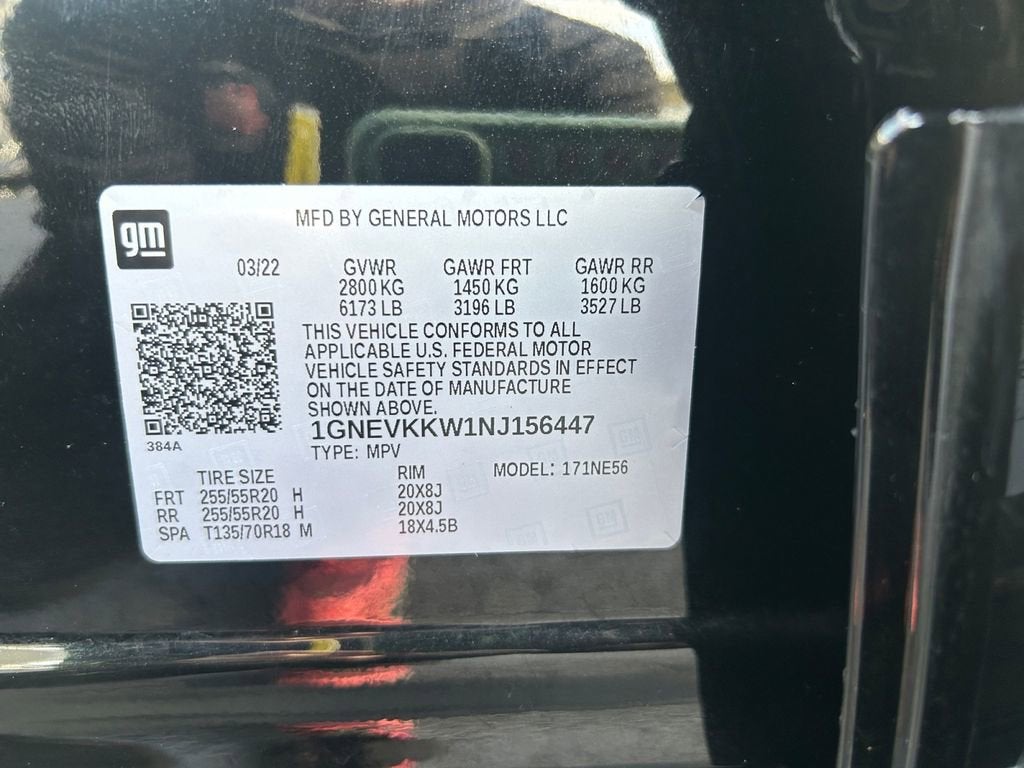 gm
MFD BY GENERAL MOTORS LLC
03/22 GVWR GAWR FRT GAWR RR
2800 KG 1450 KG 1600 KG
6173 LB 3196 LB 3527 LB
THIS VEHICLE CONFORMS TO ALL
APPLICABLE U.S. FEDERAL MOTOR
VEHICLE SAFETY STANDARDS IN EFFECT
ON THE DATE OF MANUFACTURE
SHOWN ABOVE.
384A
1GNEVKKW1NJ156447
TYPE: MPV
TIRE SIZE RIM MODEL: 171NE56
FRT 255/55R20 H 20X8J
RR 255/55R20 H 20X8J
SPA T135/70R18 M 18X4.5B